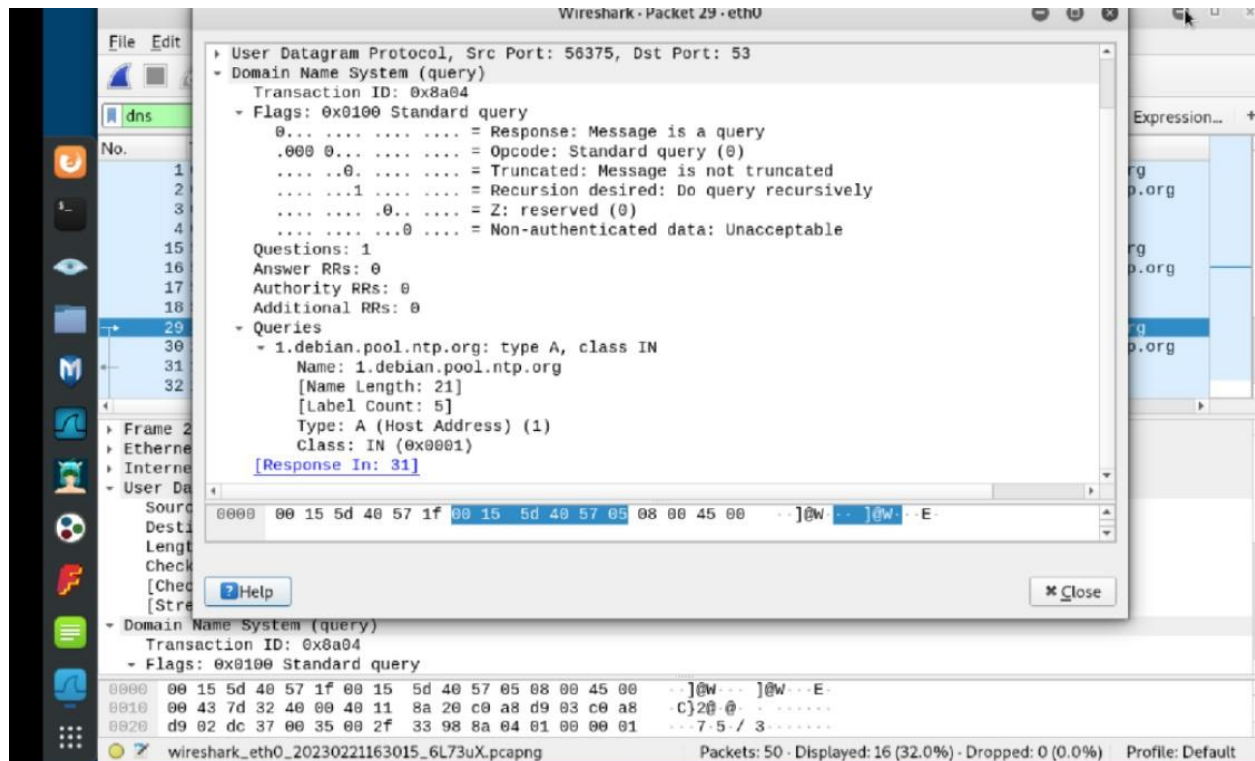 Wireshark · Packet 29 · eth0
File Edit
dns
Expression... +
No.
1
2
3
4
15
16
17
18
29
30
31
32
rg
p.org
rg
p.org
rg
p.org
▸ User Datagram Protocol, Src Port: 56375, Dst Port: 53
▾ Domain Name System (query)
Transaction ID: 0x8a04
▾ Flags: 0x0100 Standard query
0... .... .... .... = Response: Message is a query
.000 0... .... .... = Opcode: Standard query (0)
.... ..0. .... .... = Truncated: Message is not truncated
.... ...1 .... .... = Recursion desired: Do query recursively
.... .... .0.. .... = Z: reserved (0)
.... .... ...0 .... = Non-authenticated data: Unacceptable
Questions: 1
Answer RRs: 0
Authority RRs: 0
Additional RRs: 0
▾ Queries
▾ 1.debian.pool.ntp.org: type A, class IN
Name: 1.debian.pool.ntp.org
[Name Length: 21]
[Label Count: 5]
Type: A (Host Address) (1)
Class: IN (0x0001)
[Response In: 31]
0000 00 15 5d 40 57 1f 00 15 5d 40 57 05 08 00 45 00 ··]@W··· ]@W···E·
Help
Close
▸ Frame 2
▸ Etherne
▸ Interne
▾ User Da
Sourc
Desti
Lengt
Check
[Chec
[Stre
▾ Domain Name System (query)
Transaction ID: 0x8a04
▾ Flags: 0x0100 Standard query
0000 00 15 5d 40 57 1f 00 15 5d 40 57 05 08 00 45 00 ··]@W··· ]@W···E·
0010 00 43 7d 32 40 00 40 11 8a 20 c0 a8 d9 03 c0 a8 ·C}2@·@· · ······
0020 d9 02 dc 37 00 35 00 2f 33 98 8a 04 01 00 00 01 ···7·5·/ 3·······
wireshark_eth0_20230221163015_6L73uX.pcapng
Packets: 50 · Displayed: 16 (32.0%) · Dropped: 0 (0.0%)
Profile: Default